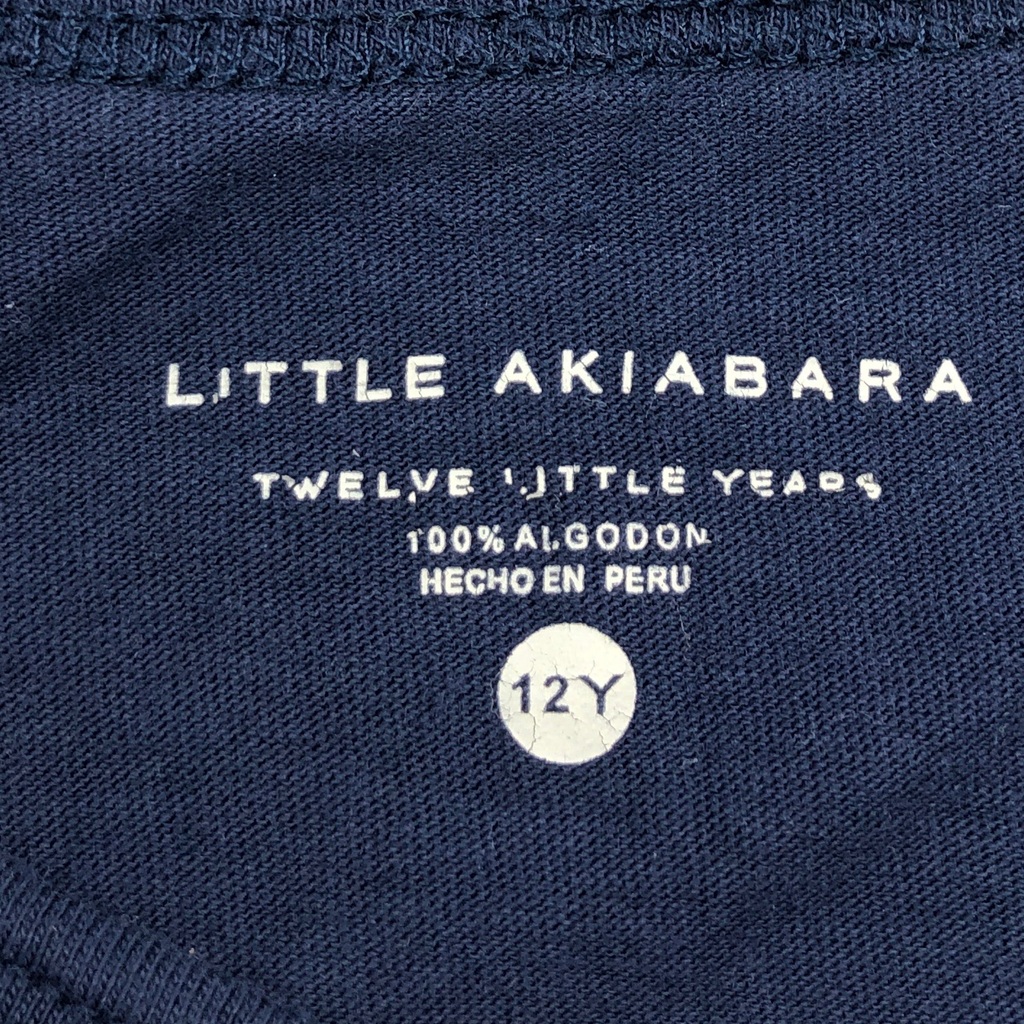 LITTLE AKIABARA
TWELVE LITTLE YEARS
100% ALGODON
HECHO EN PERU
12Y